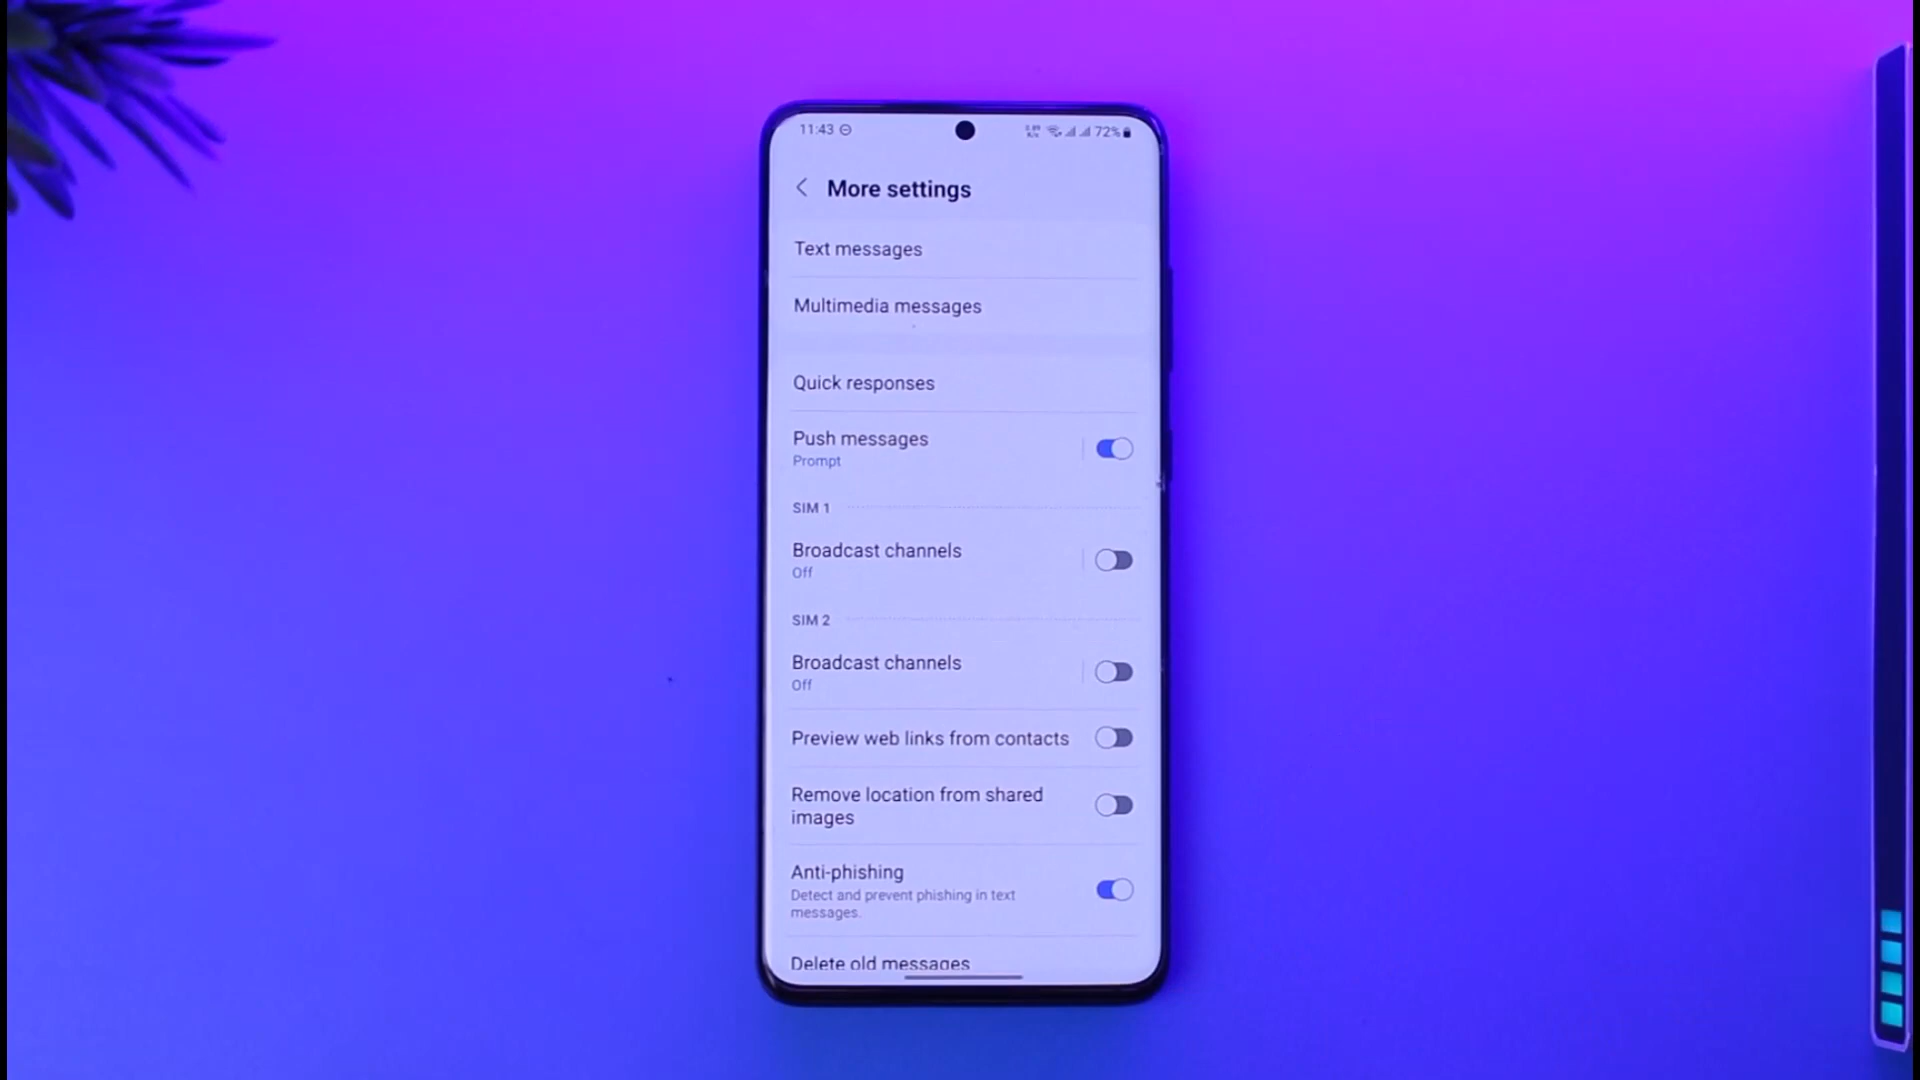 11:43
72%
More settings
Text messages
Multimedia messages
Quick responses
Push messages
Prompt
SIM 1
Broadcast channels
Off
SIM 2
Broadcast channels
Off
Preview web links from contacts
Remove location from shared
images
Anti-phishing
Detect and prevent phishing in text
messages.
Delete old messages